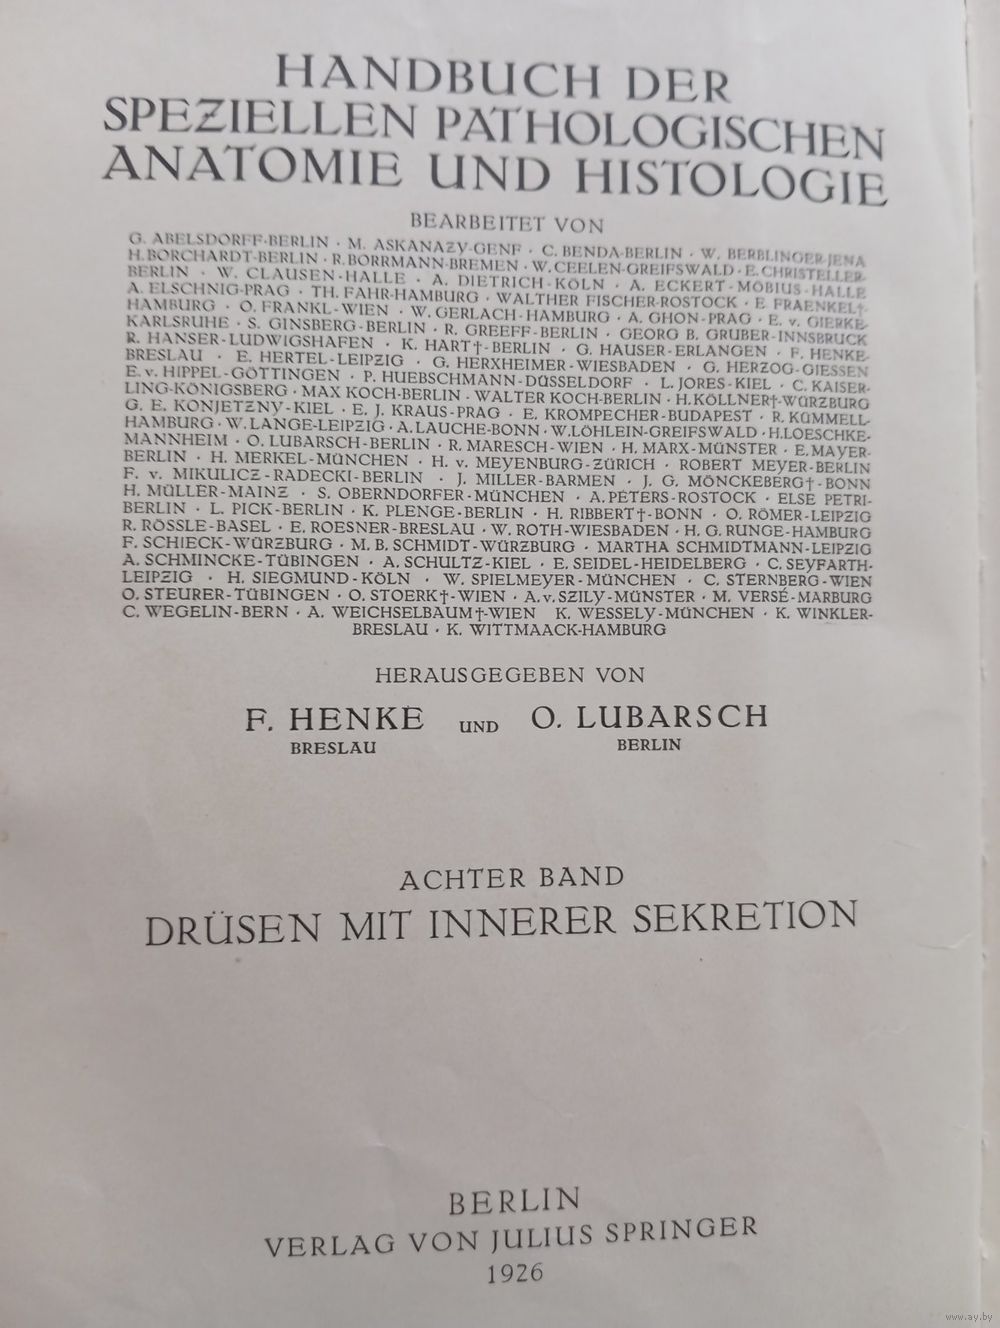 HANDBUCH DER
SPEZIELLEN PATHOLOGISCHEN
ANATOMIE UND HISTOLOGIE
BEARBEITET VON
G. ABELSDORFF-BERLIN · M. ASKANAZY-GENF · C. BENDA-BERLIN · W. BERBLINGER-JENA
H. BORCHARDT-BERLIN · R. BORRMANN-BREMEN · W. CEELEN-GREIFSWALD · E. CHRISTELLER-
BERLIN · W. CLAUSEN-HALLE · A. DIETRICH-KÖLN · A. ECKERT-MÖBIUS-HALLE
A. ELSCHNIG-PRAG · TH. FAHR-HAMBURG · WALTHER FISCHER-ROSTOCK · E. FRAENKEL†-
HAMBURG · O. FRANKL-WIEN · W. GERLACH-HAMBURG · A. GHON-PRAG · E. v. GIERKE-
KARLSRUHE · S. GINSBERG-BERLIN · R. GREEFF-BERLIN · GEORG B. GRUBER-INNSBRUCK
R. HANSER-LUDWIGSHAFEN · K. HART†-BERLIN · G. HAUSER-ERLANGEN · F. HENKE-
BRESLAU · E. HERTEL-LEIPZIG · G. HERXHEIMER-WIESBADEN · G. HERZOG-GIESSEN
E. v. HIPPEL-GÖTTINGEN · P. HUEBSCHMANN-DÜSSELDORF · L. JORES-KIEL · C. KAISER-
LING-KÖNIGSBERG · MAX KOCH-BERLIN · WALTER KOCH-BERLIN · H. KÖLLNER†-WÜRZBURG
G. E. KONJETZNY-KIEL · E. J. KRAUS-PRAG · E. KROMPECHER-BUDAPEST · R. KÜMMELL-
HAMBURG · W. LANGE-LEIPZIG · A. LAUCHE-BONN · W. LÖHLEIN-GREIFSWALD · H. LOESCHKE-
MANNHEIM · O. LUBARSCH-BERLIN · R. MARESCH-WIEN · H. MARX-MÜNSTER · E. MAYER-
BERLIN · H. MERKEL-MÜNCHEN · H. v. MEYENBURG-ZÜRICH · ROBERT MEYER-BERLIN
F. v. MIKULICZ-RADECKI-BERLIN · J. MILLER-BARMEN · J. G. MÖNCKEBERG†-BONN
H. MÜLLER-MAINZ · S. OBERNDORFER-MÜNCHEN · A. PETERS-ROSTOCK · ELSE PETRI-
BERLIN · L. PICK-BERLIN · K. PLENGE-BERLIN · H. RIBBERT†-BONN · O. RÖMER-LEIPZIG
R. RÖSSLE-BASEL · E. ROESNER-BRESLAU · W. ROTH-WIESBADEN · H. G. RUNGE-HAMBURG
F. SCHIECK-WÜRZBURG · M. B. SCHMIDT-WÜRZBURG · MARTHA SCHMIDTMANN-LEIPZIG
A. SCHMINCKE-TÜBINGEN · A. SCHULTZ-KIEL · E. SEIDEL-HEIDELBERG · C. SEYFARTH-
LEIPZIG · H. SIEGMUND-KÖLN · W. SPIELMEYER-MÜNCHEN · C. STERNBERG-WIEN
O. STEURER-TÜBINGEN · O. STOERK†-WIEN · A. v. SZILY-MÜNSTER · M. VERSÉ-MARBURG
C. WEGELIN-BERN · A. WEICHSELBAUM†-WIEN K. WESSELY-MÜNCHEN · K. WINKLER-
BRESLAU · K. WITTMAACK-HAMBURG
HERAUSGEGEBEN VON
F. HENKE UND O. LUBARSCH
BRESLAU BERLIN
ACHTER BAND
DRÜSEN MIT INNERER SEKRETION
BERLIN
VERLAG VON JULIUS SPRINGER
1926
www.ay.by